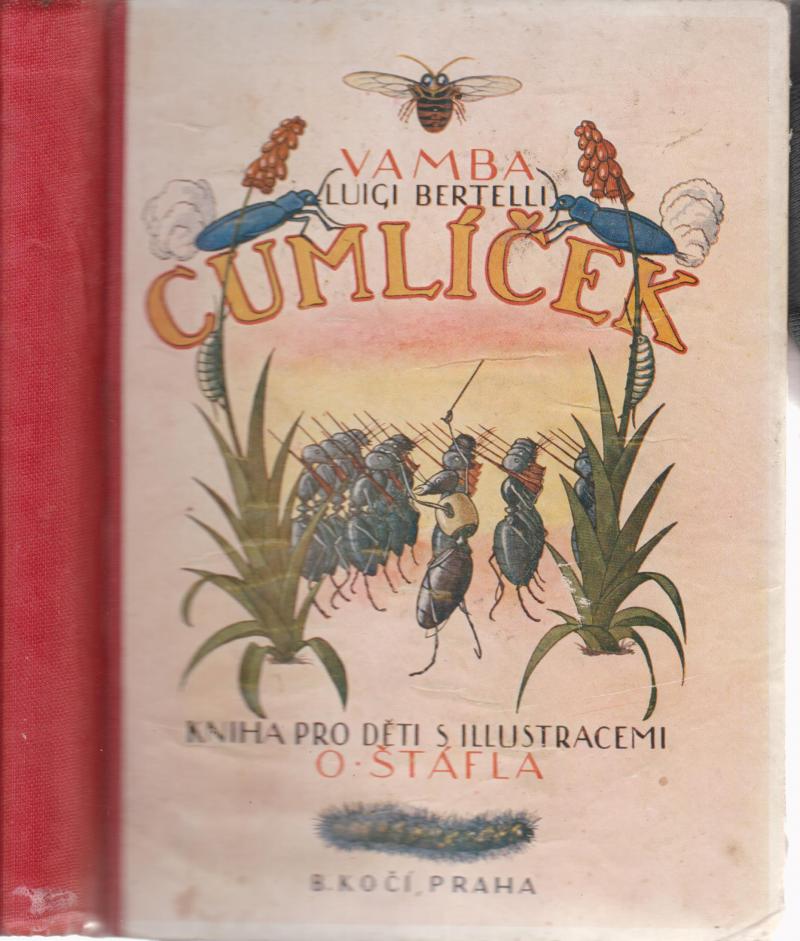 VAMBA
LUIGI BERTELLI
CUMLÍČEK
KNIHA PRO DĚTI S ILLUSTRACEMI
O. ŠTÁFLA
B. KOČÍ, PRAHA